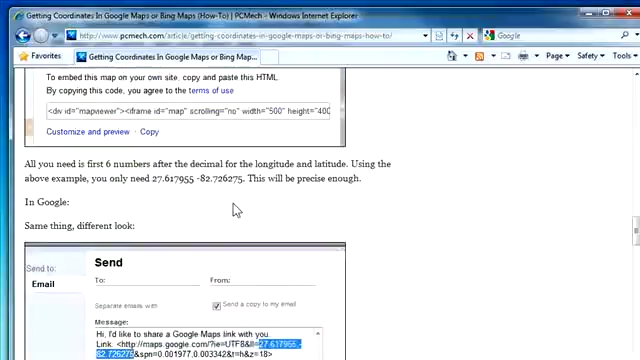 Getting Coordinates In Google Maps or Bing Maps (How-To) | PCMech - Windows Internet Explorer
http://www.pcmech.com/article/getting-coordinates-in-google-maps-or-bing-maps-how-to/
Google
Favorites
Getting Coordinates In Google Maps or Bing Map...
Page
Safety
Tools
To embed this map on your own site, copy and paste this HTML.
By copying this code, you agree to the terms of use
<div id="mapviewer"><iframe id="map" scrolling="no" width="500" height="400
Customize and preview · Copy
All you need is first 6 numbers after the decimal for the longitude and latitude. Using the
above example, you only need 27.617955 -82.726275. This will be precise enough.
In Google:
Same thing, different look:
Send to:
Send
Email
To:
From:
Separate emails with
Send a copy to my email
Message:
Hi, I'd like to share a Google Maps link with you.
Link: <http://maps.google.com/?ie=UTF8&ll=27.617955,-
82.726275&spn=0.001977,0.003342&t=h&z=18>